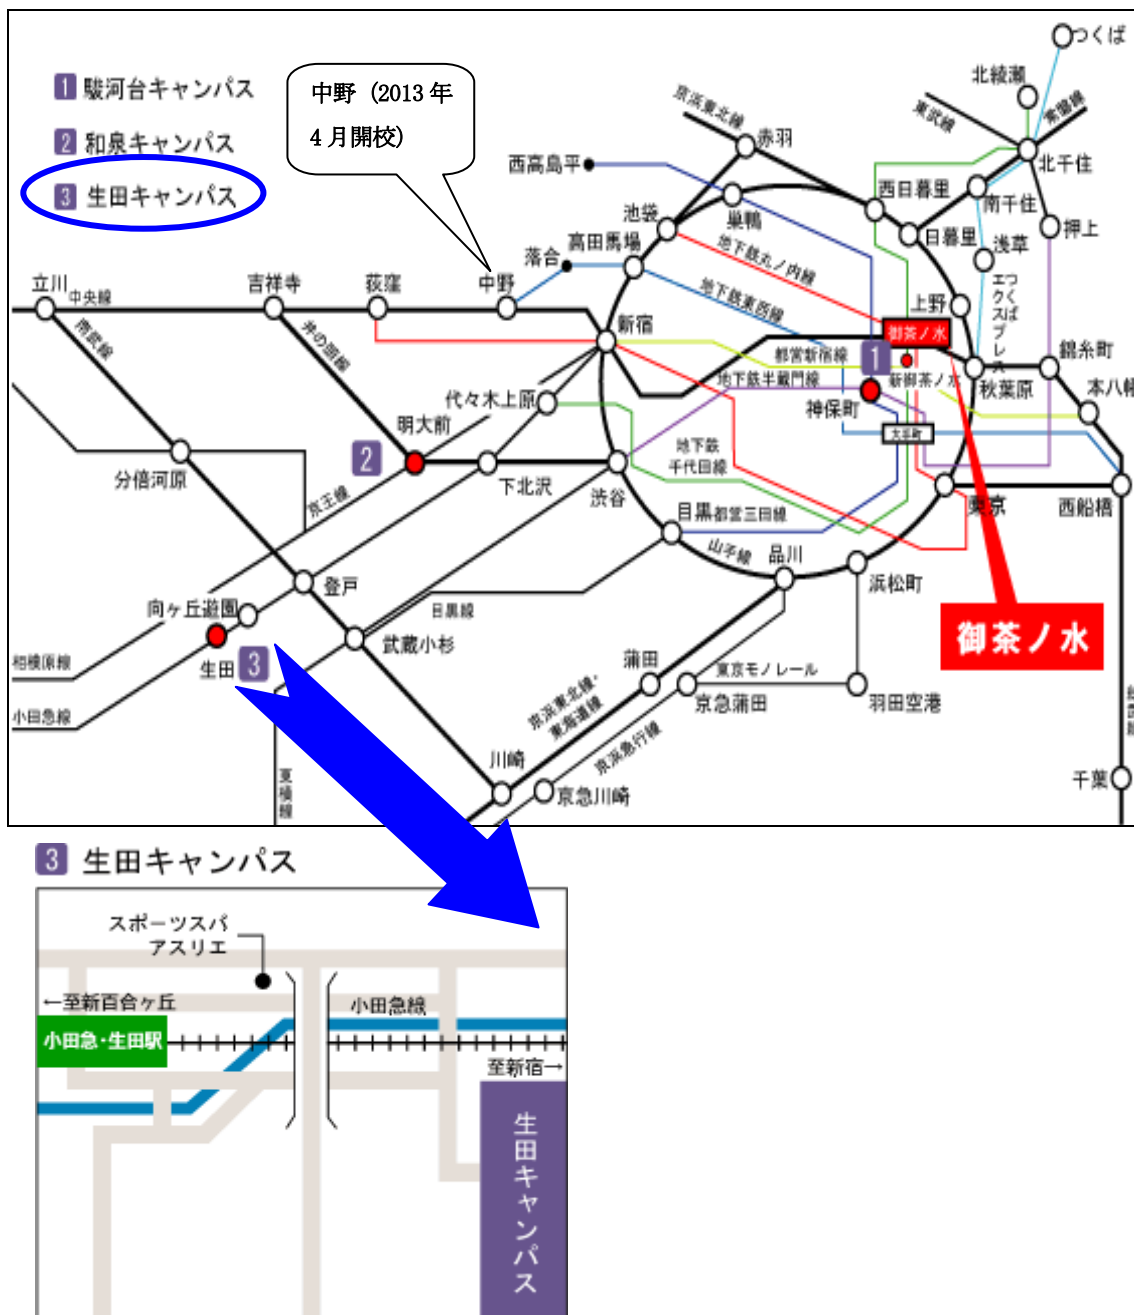 1 駿河台キャンパス
2 和泉キャンパス
3 生田キャンパス
中野 (2013 年
4 月開校)
つくば
北綾瀬
東武線
常磐線
京浜東北線
赤羽
北千住
西高島平
西日暮里
南千住
池袋
巣鴨
押上
日暮里
浅草
高田馬場
落合
地下鉄丸ノ内線
つくば
エクスプレス
立川
中央線
吉祥寺
荻窪
中野
地下鉄東西線
上野
南武線
井の頭線
新宿
御茶ノ水
都営新宿線
1
錦糸町
地下鉄半蔵門線
新御茶ノ水
秋葉原
本八幡
代々木上原
神保町
明大前
大手町
2
地下鉄
千代田線
分倍河原
下北沢
渋谷
京王線
東京
西船橋
目黒
都営三田線
山手線
品川
浜松町
登戸
向ヶ丘遊園
目黒線
御茶ノ水
武蔵小杉
相模原線
生田
3
蒲田
東京モノレール
小田急線
京急蒲田
羽田空港
京浜東北線・
東海道線
京浜急行線
川崎
東横線
京急川崎
千葉
3 生田キャンパス
スポーツスパ
アスリエ
←至新百合ヶ丘
小田急線
小田急・生田駅
至新宿→
生田キャンパス